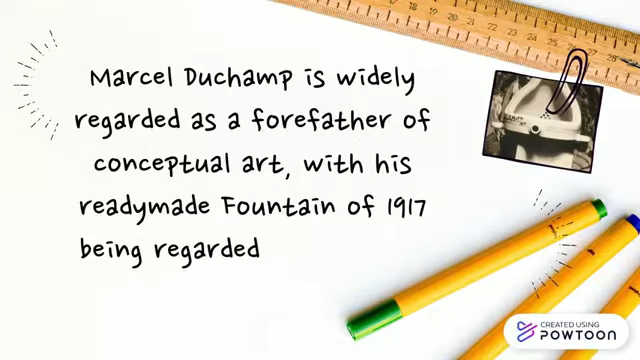 Marcel Duchamp is widely
regarded as a forefather of
conceptual art, with his
readymade Fountain of 1917
being regarded
CREATED USING
POWTOON